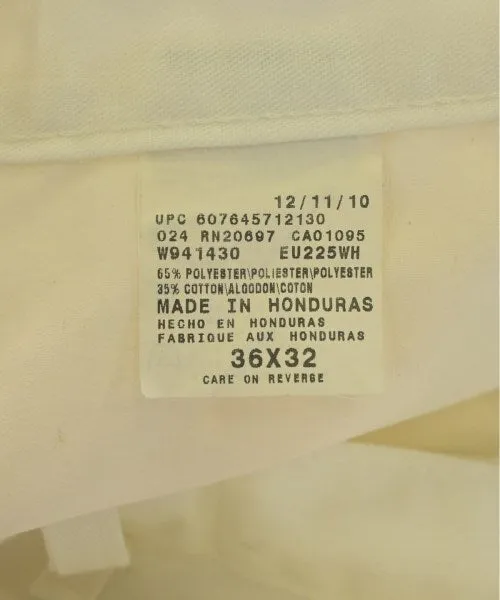 12/11/10
UPC 607645712130
024 RN20697 CA01095
W941430 EU225WH
65% POLYESTER\POLIESTER\POLYESTER
35% COTTON\ALGODON\COTON
MADE IN HONDURAS
HECHO EN HONDURAS
FABRIQUE AUX HONDURAS
36X32
CARE ON REVERSE